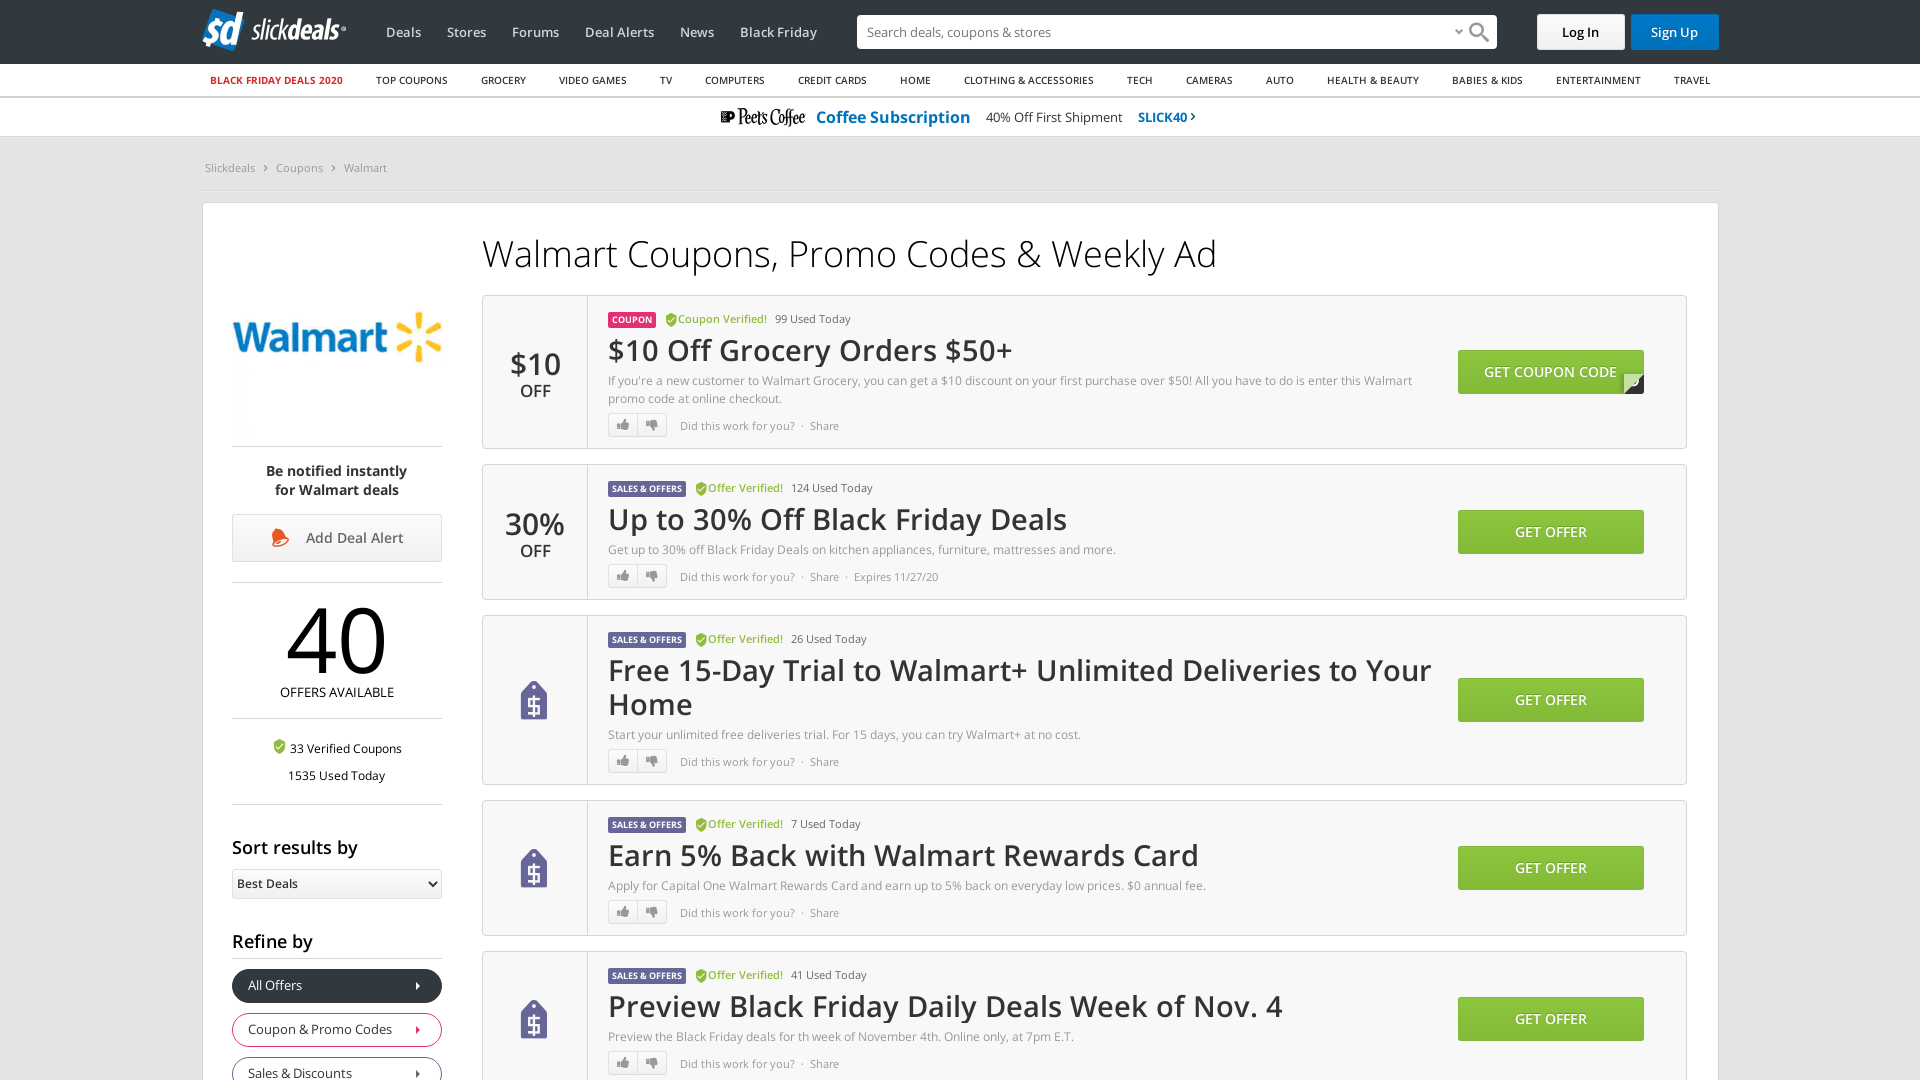 sd slickdeals
Deals Stores Forums Deal Alerts News Black Friday Search deals, coupons & stores Log In Sign Up
BLACK FRIDAY DEALS 2020 TOP COUPONS GROCERY VIDEO GAMES TV COMPUTERS CREDIT CARDS HOME CLOTHING & ACCESSORIES TECH CAMERAS AUTO HEALTH & BEAUTY BABIES & KIDS ENTERTAINMENT TRAVEL
Peet's Coffee Coffee Subscription 40% Off First Shipment SLICK40
Slickdeals Coupons Walmart
Walmart
Be notified instantly
for Walmart deals
Add Deal Alert
40
OFFERS AVAILABLE
33 Verified Coupons
1535 Used Today
Sort results by
Best Deals
Refine by
All Offers
Coupon & Promo Codes
Sales & Discounts
Walmart Coupons, Promo Codes & Weekly Ad
$10
OFF
COUPON Coupon Verified! 99 Used Today
$10 Off Grocery Orders $50+
If you're a new customer to Walmart Grocery, you can get a $10 discount on your first purchase over $50! All you have to do is enter this Walmart
promo code at online checkout.
Did this work for you? · Share
GET COUPON CODE
30%
OFF
SALES & OFFERS Offer Verified! 124 Used Today
Up to 30% Off Black Friday Deals
Get up to 30% off Black Friday Deals on kitchen appliances, furniture, mattresses and more.
Did this work for you? · Share · Expires 11/27/20
GET OFFER
SALES & OFFERS Offer Verified! 26 Used Today
Free 15-Day Trial to Walmart+ Unlimited Deliveries to Your
Home
Start your unlimited free deliveries trial. For 15 days, you can try Walmart+ at no cost.
Did this work for you? · Share
GET OFFER
SALES & OFFERS Offer Verified! 7 Used Today
Earn 5% Back with Walmart Rewards Card
Apply for Capital One Walmart Rewards Card and earn up to 5% back on everyday low prices. $0 annual fee.
Did this work for you? · Share
GET OFFER
SALES & OFFERS Offer Verified! 41 Used Today
Preview Black Friday Daily Deals Week of Nov. 4
Preview the Black Friday deals for th week of November 4th. Online only, at 7pm E.T.
Did this work for you? · Share
GET OFFER